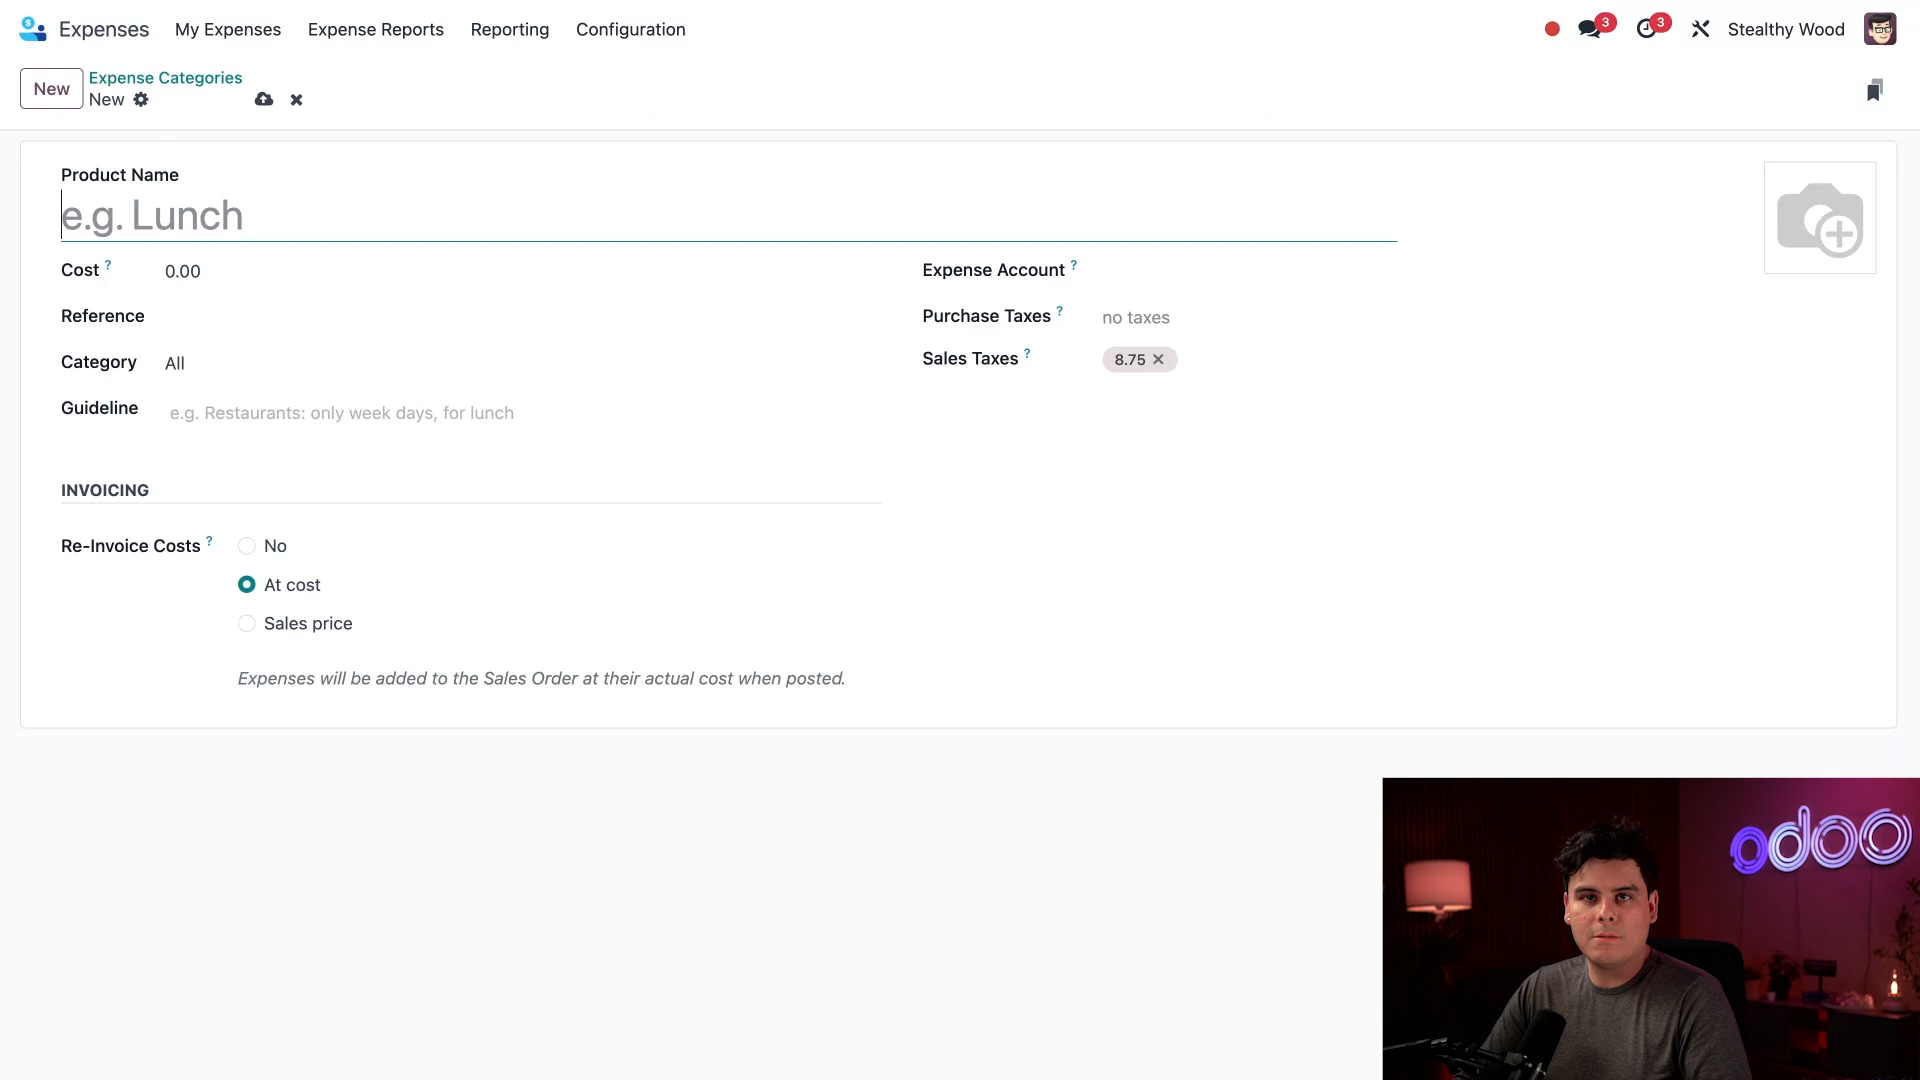 Expenses My Expenses Expense Reports Reporting Configuration 3 3 Stealthy Wood
New Expense Categories
New
Product Name
e.g. Lunch
Cost ? 0.00
Expense Account ?
Reference
Purchase Taxes ? no taxes
Category All
Sales Taxes ? 8.75
Guideline e.g. Restaurants: only week days, for lunch
INVOICING
Re-Invoice Costs ? No
At cost
Sales price
Expenses will be added to the Sales Order at their actual cost when posted.
odoo